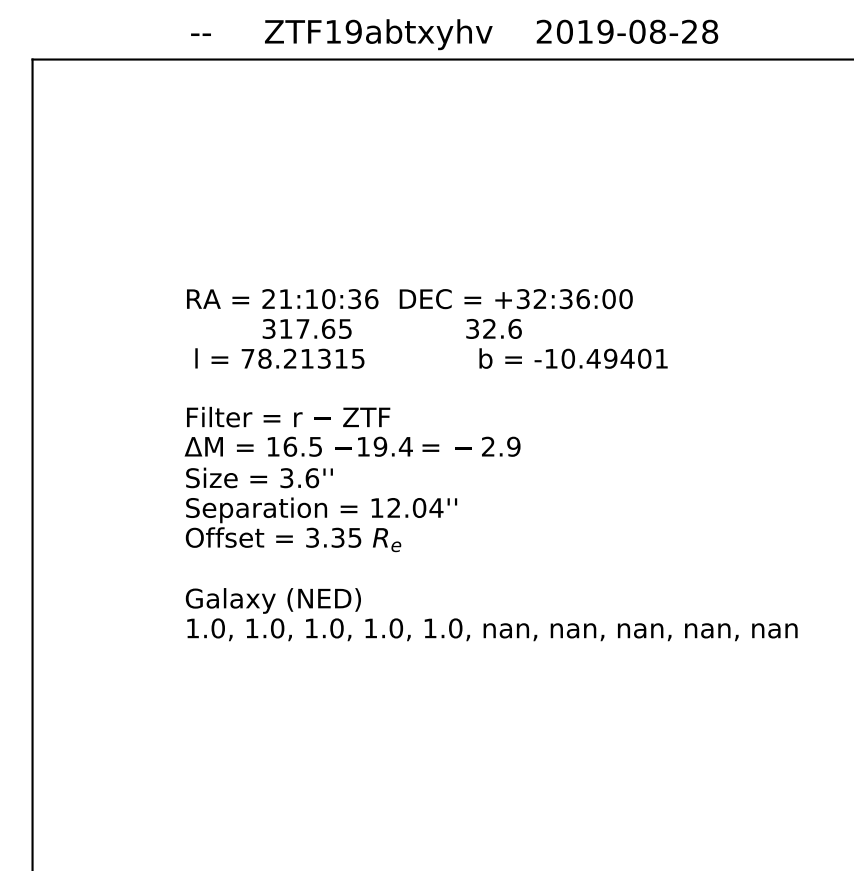 -- ZTF19abtxyhv 2019-08-28
RA = 21:10:36 DEC = +32:36:00
317.65 32.6
l = 78.21315 b = -10.49401
Filter = r − ZTF
ΔM = 16.5 −19.4 = − 2.9
Size = 3.6''
Separation = 12.04''
Offset = 3.35 Re
Galaxy (NED)
1.0, 1.0, 1.0, 1.0, 1.0, nan, nan, nan, nan, nan